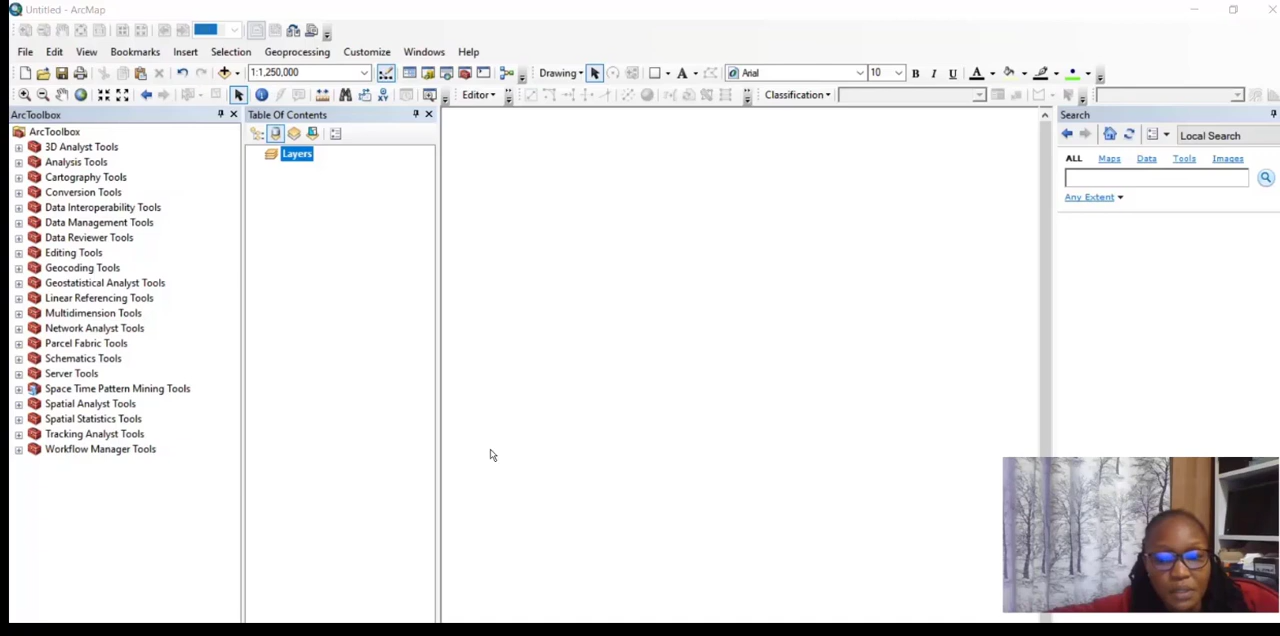 Untitled - ArcMap
File Edit View Bookmarks Insert Selection Geoprocessing Customize Windows Help
1:1,250,000 Drawing Arial 10 B I U A
Editor Classification
ArcToolbox
Table Of Contents
Search
ArcToolbox
3D Analyst Tools
Analysis Tools
Cartography Tools
Conversion Tools
Data Interoperability Tools
Data Management Tools
Data Reviewer Tools
Editing Tools
Geocoding Tools
Geostatistical Analyst Tools
Linear Referencing Tools
Multidimension Tools
Network Analyst Tools
Parcel Fabric Tools
Schematics Tools
Server Tools
Space Time Pattern Mining Tools
Spatial Analyst Tools
Spatial Statistics Tools
Tracking Analyst Tools
Workflow Manager Tools
Layers
Local Search
ALL Maps Data Tools Images
Any Extent